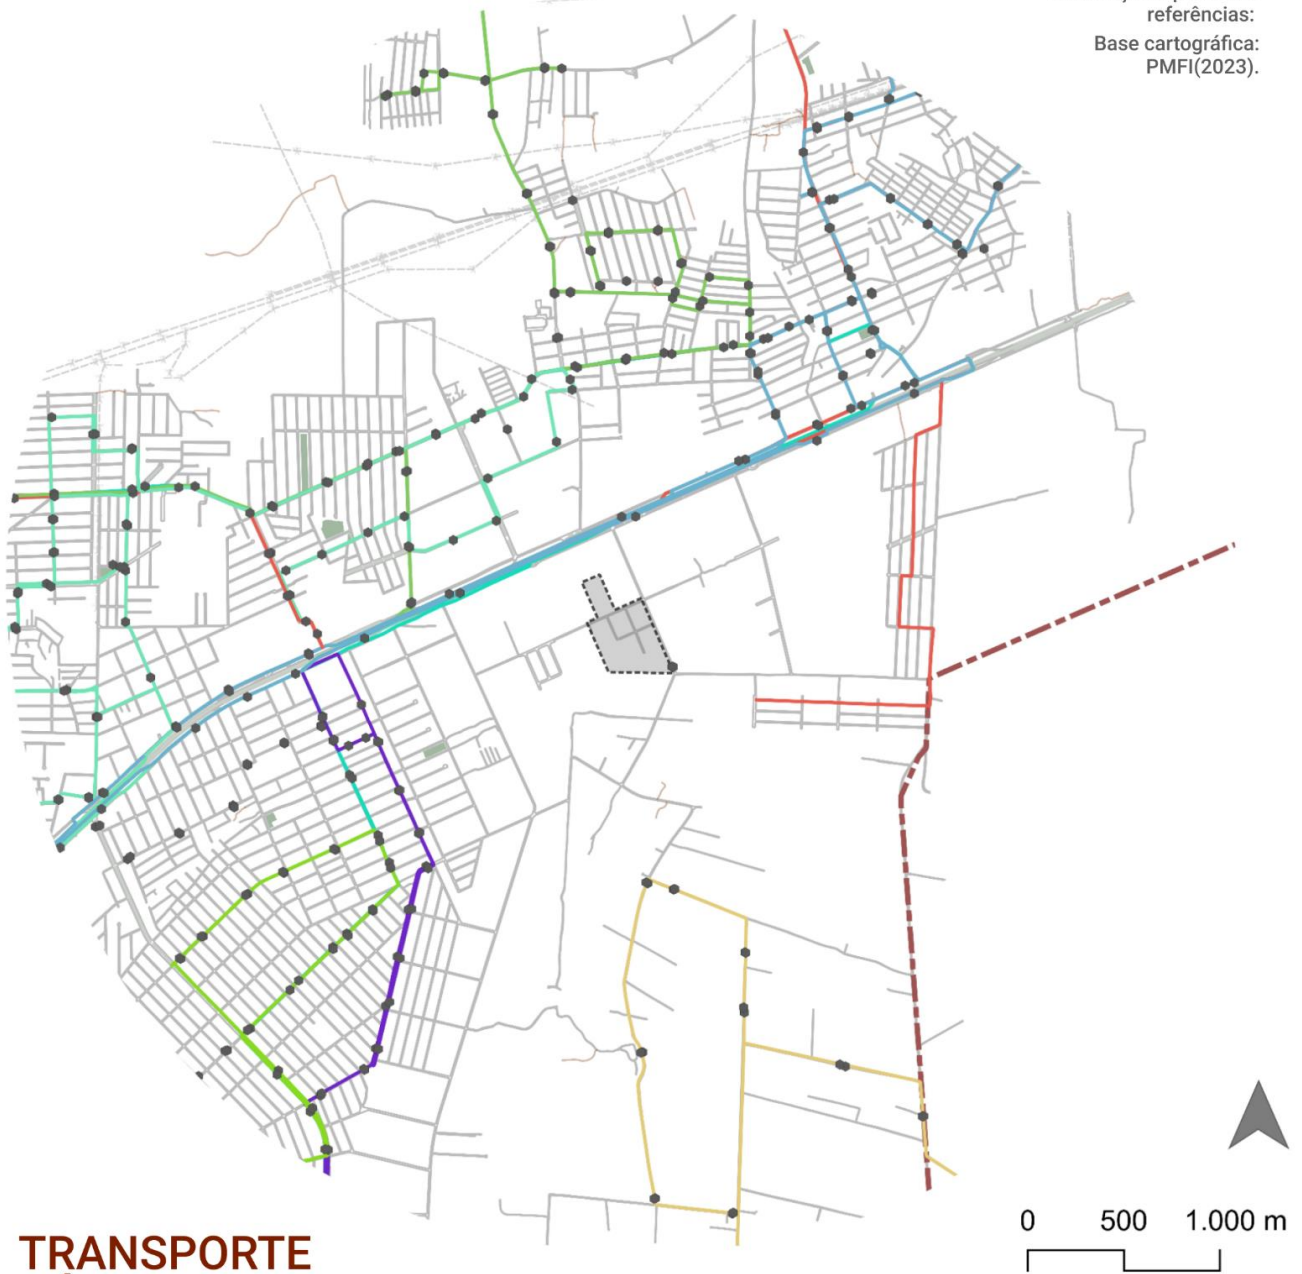 referências:
Base cartográfica:
PMFI(2023).
0 500 1.000 m
TRANSPORTE